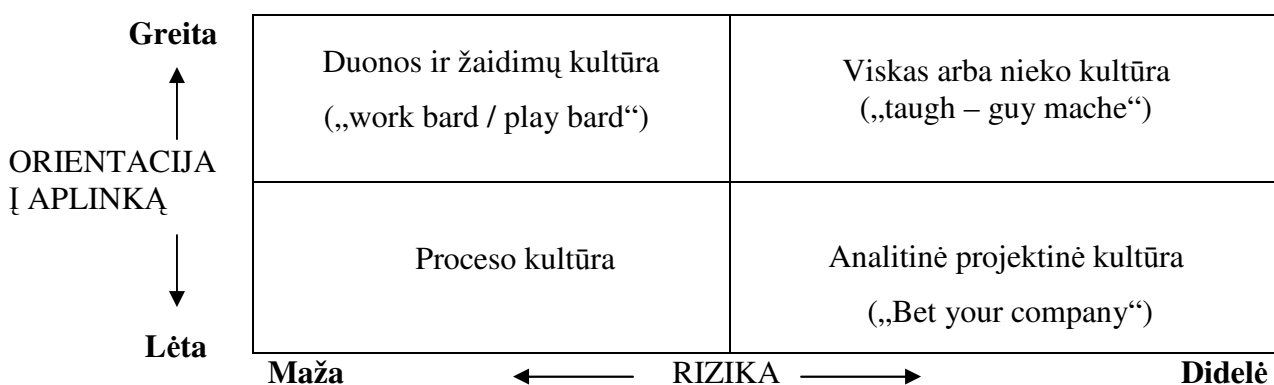 Greita
Duonos ir žaidimų kultūra
(„work bard / play bard“)
Viskas arba nieko kultūra
(„taugh – guy mache“)
ORIENTACIJA
Į APLINKĄ
Proceso kultūra
Analitinė projektinė kultūra
(„Bet your company“)
Lėta
Maža RIZIKA Didelė